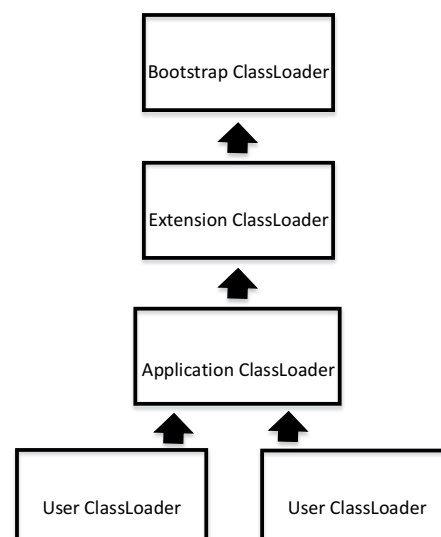 Bootstrap ClassLoader
Extension ClassLoader
Application ClassLoader
User ClassLoader
User ClassLoader